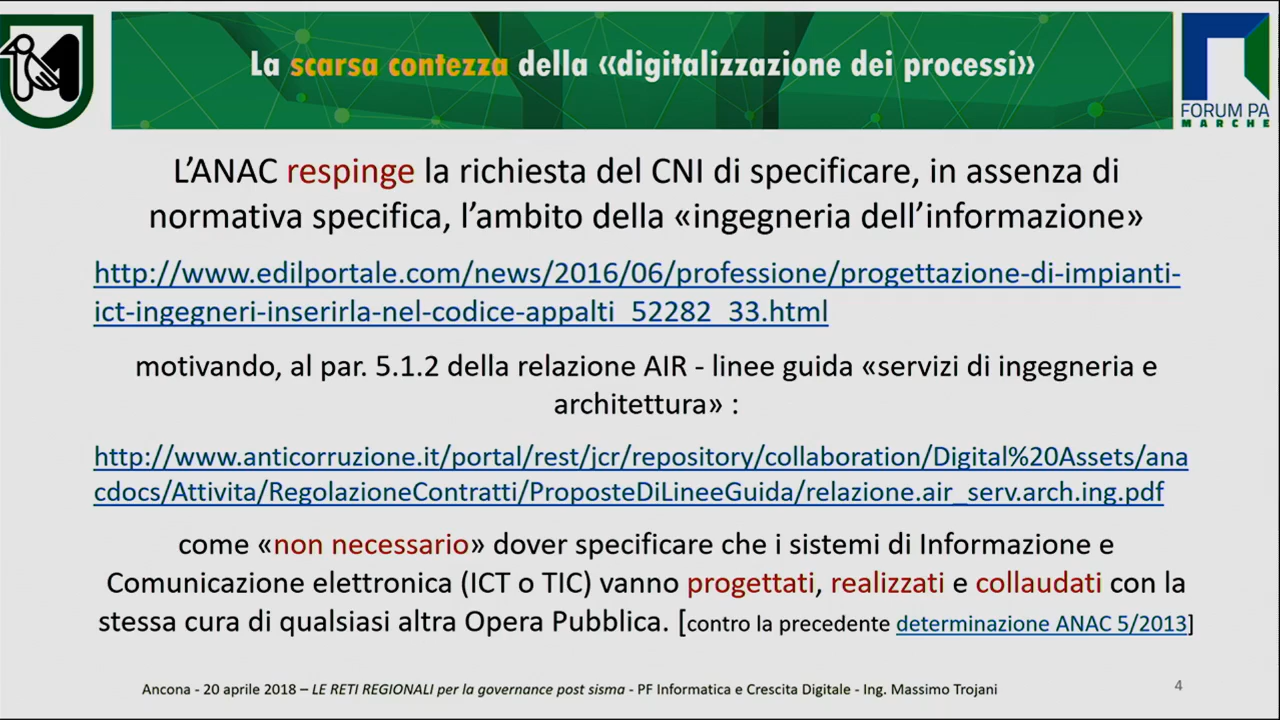 La scarsa contezza della «digitalizzazione dei processi»
FORUM PA
MARCHE
L’ANAC respinge la richiesta del CNI di specificare, in assenza di
normativa specifica, l’ambito della «ingegneria dell’informazione»
http://www.edilportale.com/news/2016/06/professione/progettazione-di-impianti-
ict-ingegneri-inserirla-nel-codice-appalti_52282_33.html
motivando, al par. 5.1.2 della relazione AIR - linee guida «servizi di ingegneria e
architettura» :
http://www.anticorruzione.it/portal/rest/jcr/repository/collaboration/Digital%20Assets/ana
cdocs/Attivita/RegolazioneContratti/ProposteDiLineeGuida/relazione.air_serv.arch.ing.pdf
come «non necessario» dover specificare che i sistemi di Informazione e
Comunicazione elettronica (ICT o TIC) vanno progettati, realizzati e collaudati con la
stessa cura di qualsiasi altra Opera Pubblica. [contro la precedente determinazione ANAC 5/2013]
Ancona - 20 aprile 2018 – LE RETI REGIONALI per la governance post sisma - PF Informatica e Crescita Digitale - Ing. Massimo Trojani
4